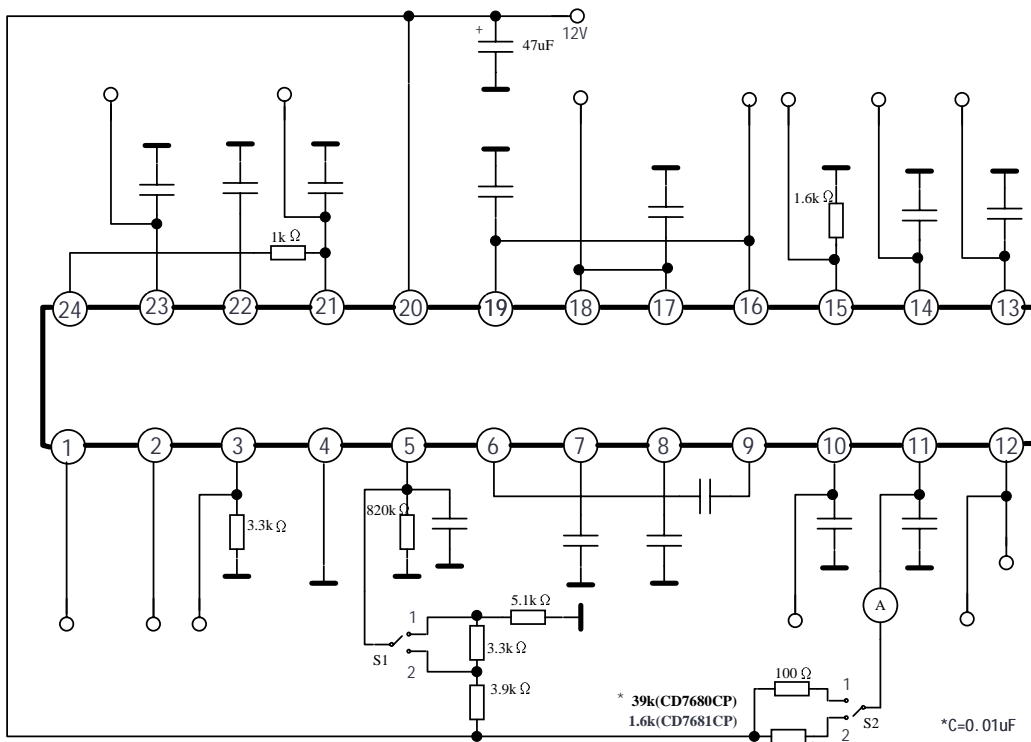 +
12V
47uF
1.6k Ω
1k Ω
24 23 22 21 20 19 18 17 16 15 14 13
1 2 3 4 5 6 7 8 9 10 11 12
820k Ω
3.3k Ω
5.1k Ω
A
1
S1
3.3k Ω
2
3.9k Ω
100 Ω
1
* 39k(CD7680CP)
1.6k(CD7681CP)
S2
2
*C=0.01uF